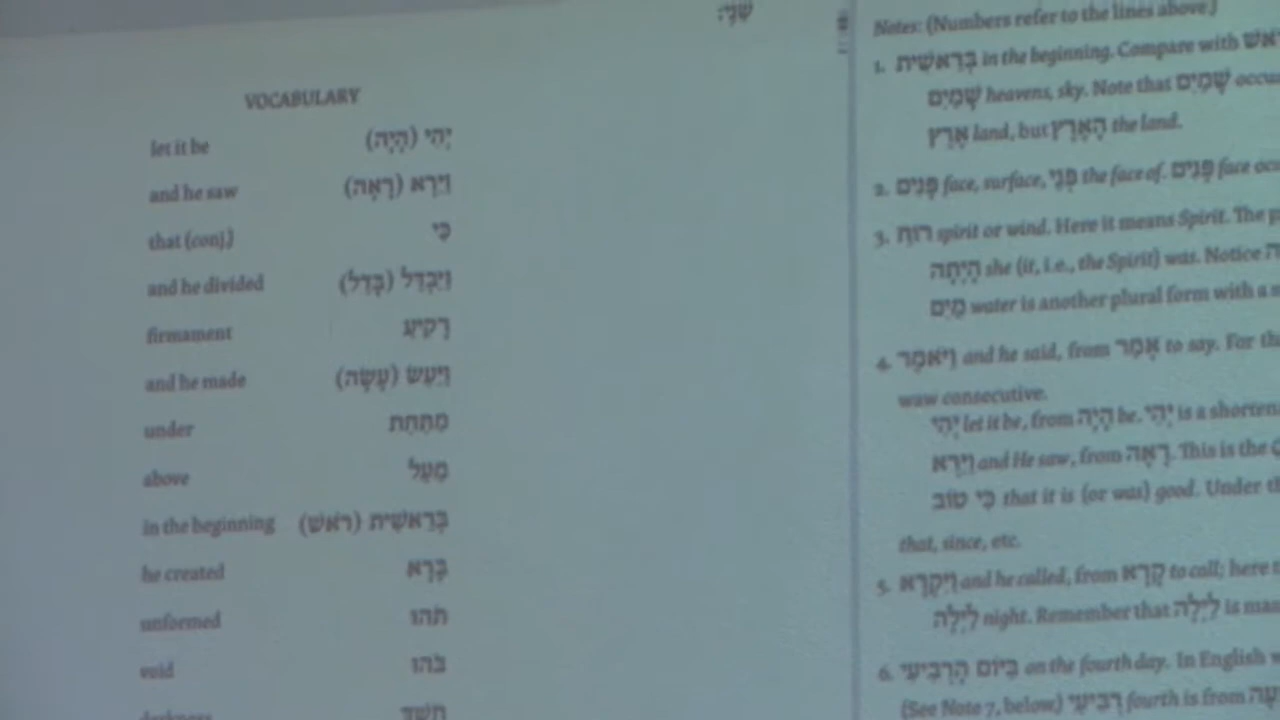 שֵׁנִי׃
VOCABULARY
let it be יְהִי (הָיָה)
and he saw וַיַּרְא (רָאָה)
that (conj.) כִּי
and he divided וַיַּבְדֵּל (בָּדַל)
firmament רָקִיעַ
and he made וַיַּעַשׂ (עָשָׂה)
under מִתַּחַת
above מֵעַל
in the beginning בְּרֵאשִׁית (ראשׁ)
he created בָּרָא
unformed תֹהוּ
void בֹּהוּ
darkness חֹשֶׁךְ
Notes: (Numbers refer to the lines above.)
1. בְּרֵאשִׁית in the beginning. Compare with
שָׁמַיִם heavens, sky. Note that שָׁמַיִם
אֶרֶץ land, but הָאָרֶץ the land.
2. פָּנִים face, surface, פְּנֵי the face of. פָּנִים face
3. רוּחַ spirit or wind. Here it means Spirit. The
הָיְתָה she (it, i.e., the Spirit) was. Notice
מַיִם water is another plural form with a
4. וַיֹּאמֶר and he said, from אָמַר to say. For
waw consecutive.
יְהִי let it be, from הָיָה be. יְהִי is a
וַיַּרְא and He saw, from רָאָה. This is the
כִּי טוֹב that it is (or was) good. Under
that, since, etc.
5. וַיִּקְרָא and he called, from קָרָא to call; here
לַיְלָה night. Remember that לַיְלָה is
6. בַּיּוֹם הָרְבִיעִי on the fourth day. In English
(See Note 7, below.) רְבִיעִי fourth is from